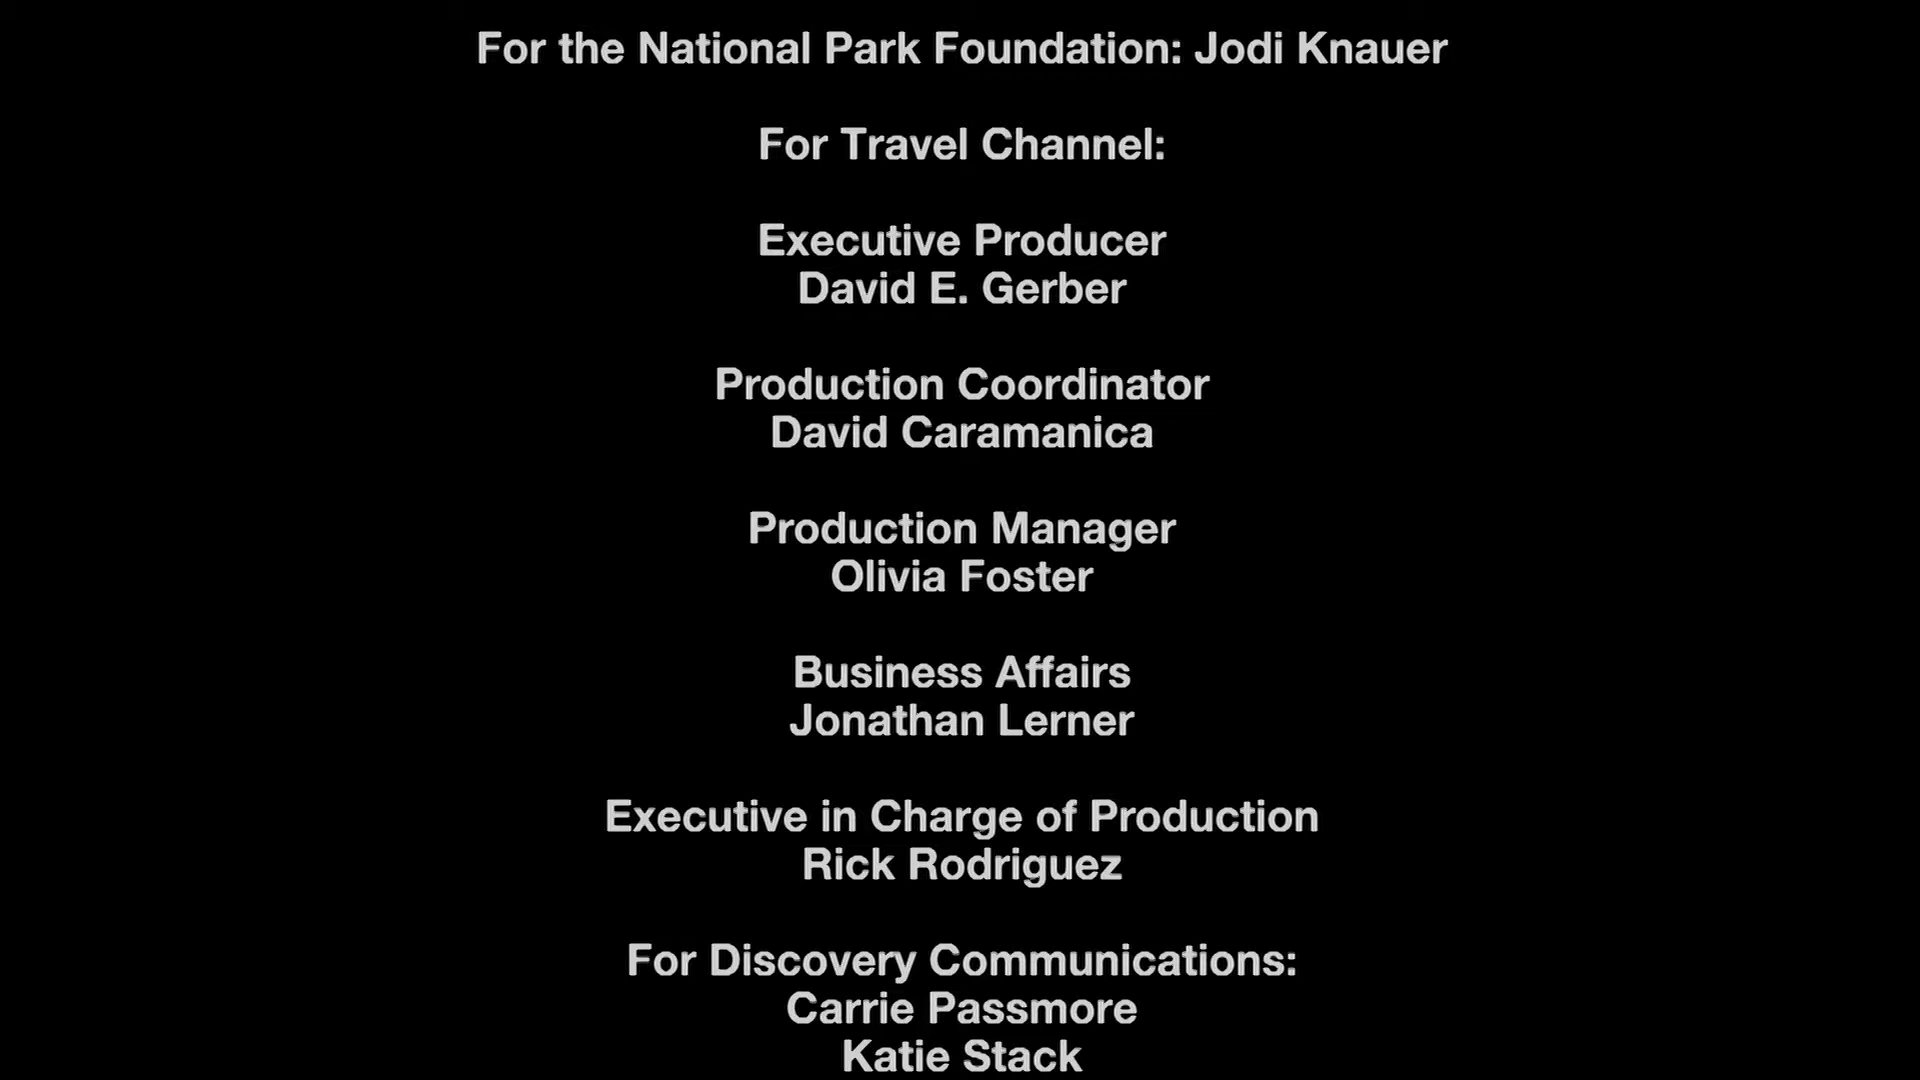 For the National Park Foundation: Jodi Knauer
For Travel Channel:
Executive Producer
David E. Gerber
Production Coordinator
David Caramanica
Production Manager
Olivia Foster
Business Affairs
Jonathan Lerner
Executive in Charge of Production
Rick Rodriguez
For Discovery Communications:
Carrie Passmore
Katie Stack